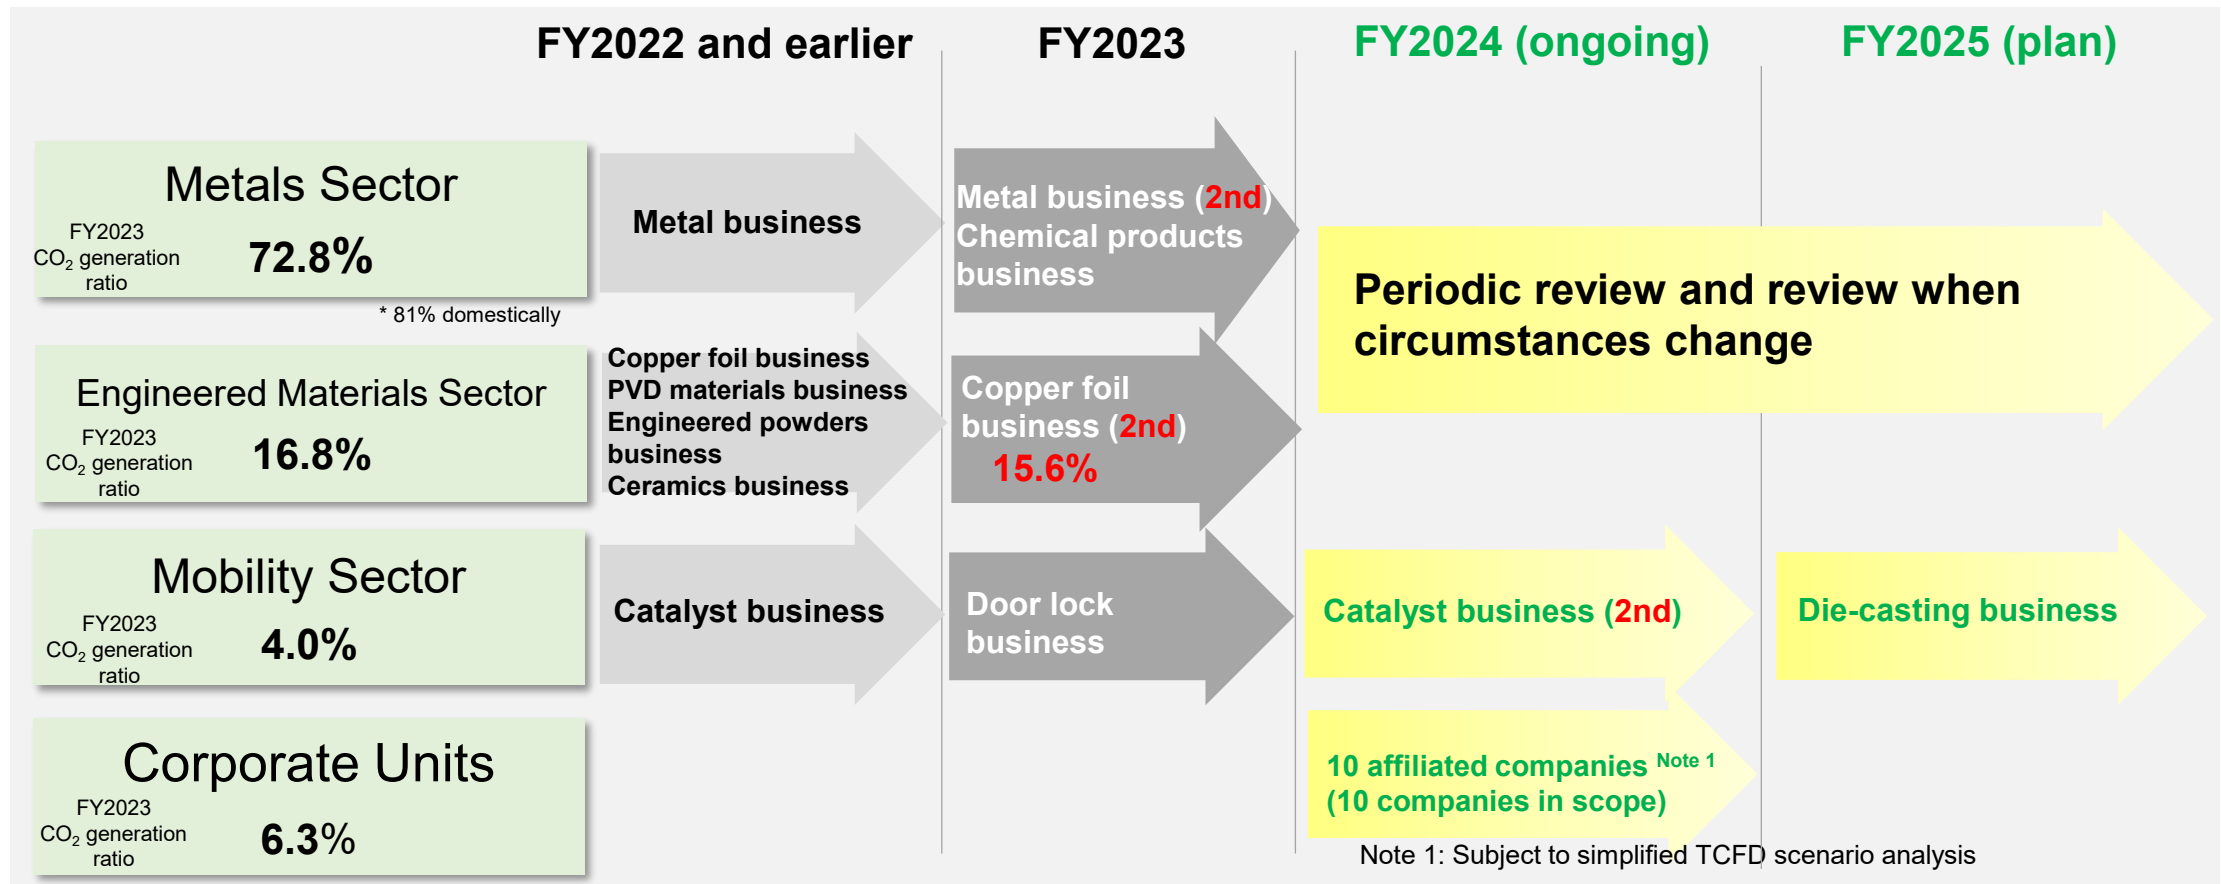 FY2022 and earlier
FY2023
FY2024 (ongoing)
FY2025 (plan)
Metals Sector
FY2023
CO₂ generation
ratio
72.8%
* 81% domestically
Metal business
Metal business (2nd)
Chemical products
business
Periodic review and review when
circumstances change
Engineered Materials Sector
FY2023
CO₂ generation
ratio
16.8%
Copper foil business
PVD materials business
Engineered powders
business
Ceramics business
Copper foil
business (2nd)
15.6%
Mobility Sector
FY2023
CO₂ generation
ratio
4.0%
Catalyst business
Door lock
business
Catalyst business (2nd)
Die-casting business
Corporate Units
FY2023
CO₂ generation
ratio
6.3%
10 affiliated companies Note 1
(10 companies in scope)
Note 1: Subject to simplified TCFD scenario analysis